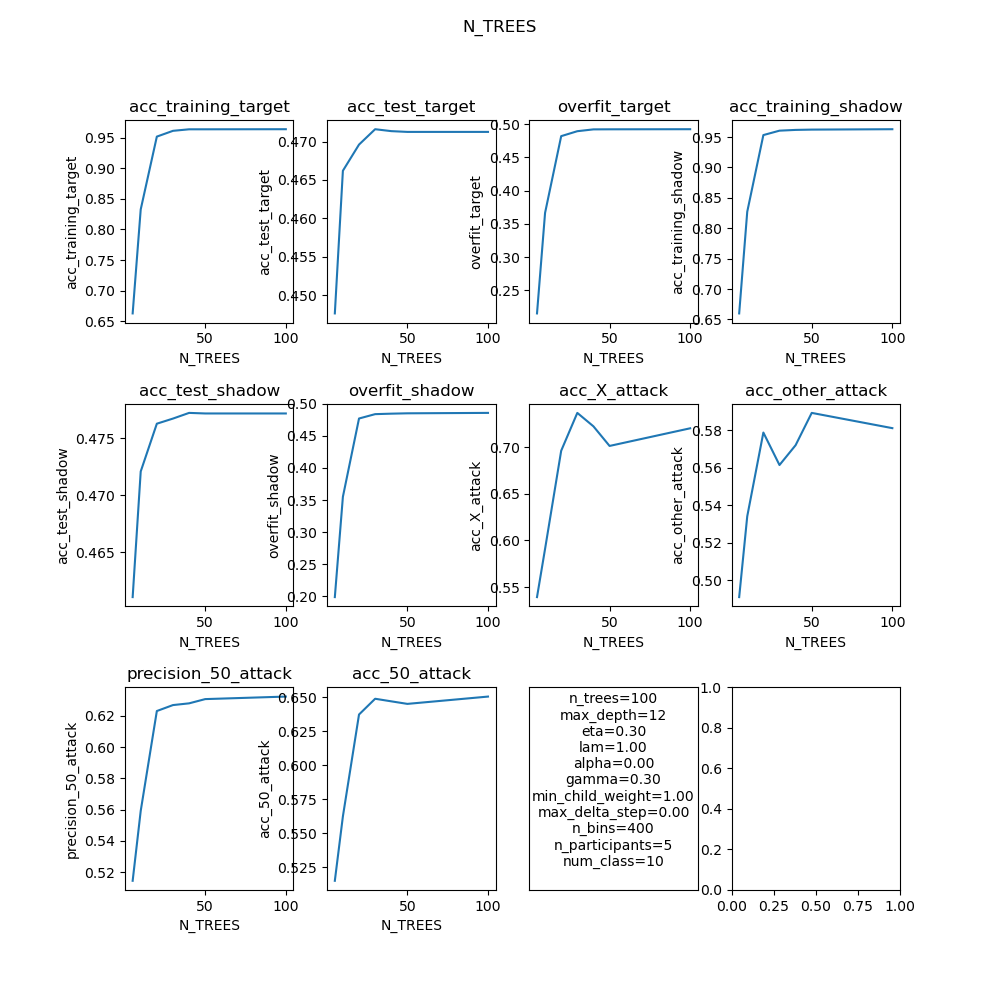 N_TREES
acc_training_target
acc_test_target
overfit_target
acc_training_shadow
acc_training_target
0.95
0.90
0.85
0.80
0.75
0.70
0.65
50
100
N_TREES
acc_test_target
0.470
0.465
0.460
0.455
0.450
50
100
N_TREES
overfit_target
0.50
0.45
0.40
0.35
0.30
0.25
50
100
N_TREES
acc_training_shadow
0.95
0.90
0.85
0.80
0.75
0.70
0.65
50
100
N_TREES
acc_test_shadow
overfit_shadow
acc_X_attack
acc_other_attack
acc_test_shadow
0.475
0.470
0.465
50
100
N_TREES
overfit_shadow
0.50
0.45
0.40
0.35
0.30
0.25
0.20
50
100
N_TREES
acc_X_attack
0.70
0.65
0.60
0.55
50
100
N_TREES
acc_other_attack
0.58
0.56
0.54
0.52
0.50
50
100
N_TREES
precision_50_attack
acc_50_attack
precision_50_attack
0.62
0.60
0.58
0.56
0.54
0.52
50
100
N_TREES
acc_50_attack
0.650
0.625
0.600
0.575
0.550
0.525
50
100
N_TREES
n_trees=100
max_depth=12
eta=0.30
lam=1.00
alpha=0.00
gamma=0.30
min_child_weight=1.00
max_delta_step=0.00
n_bins=400
n_participants=5
num_class=10
1.0
0.8
0.6
0.4
0.2
0.0
0.00
0.25
0.50
0.75
1.00